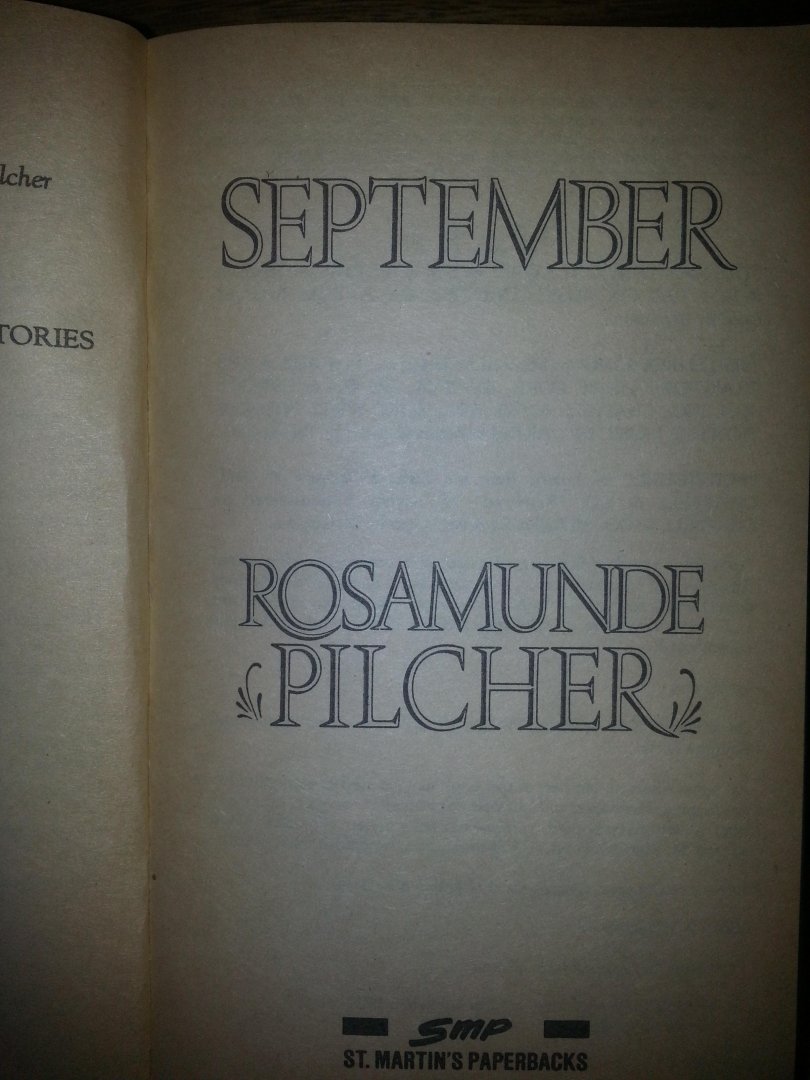 lcher
TORIES
SEPTEMBER
ROSAMUNDE
PILCHER
SMP
ST. MARTIN'S PAPERBACKS